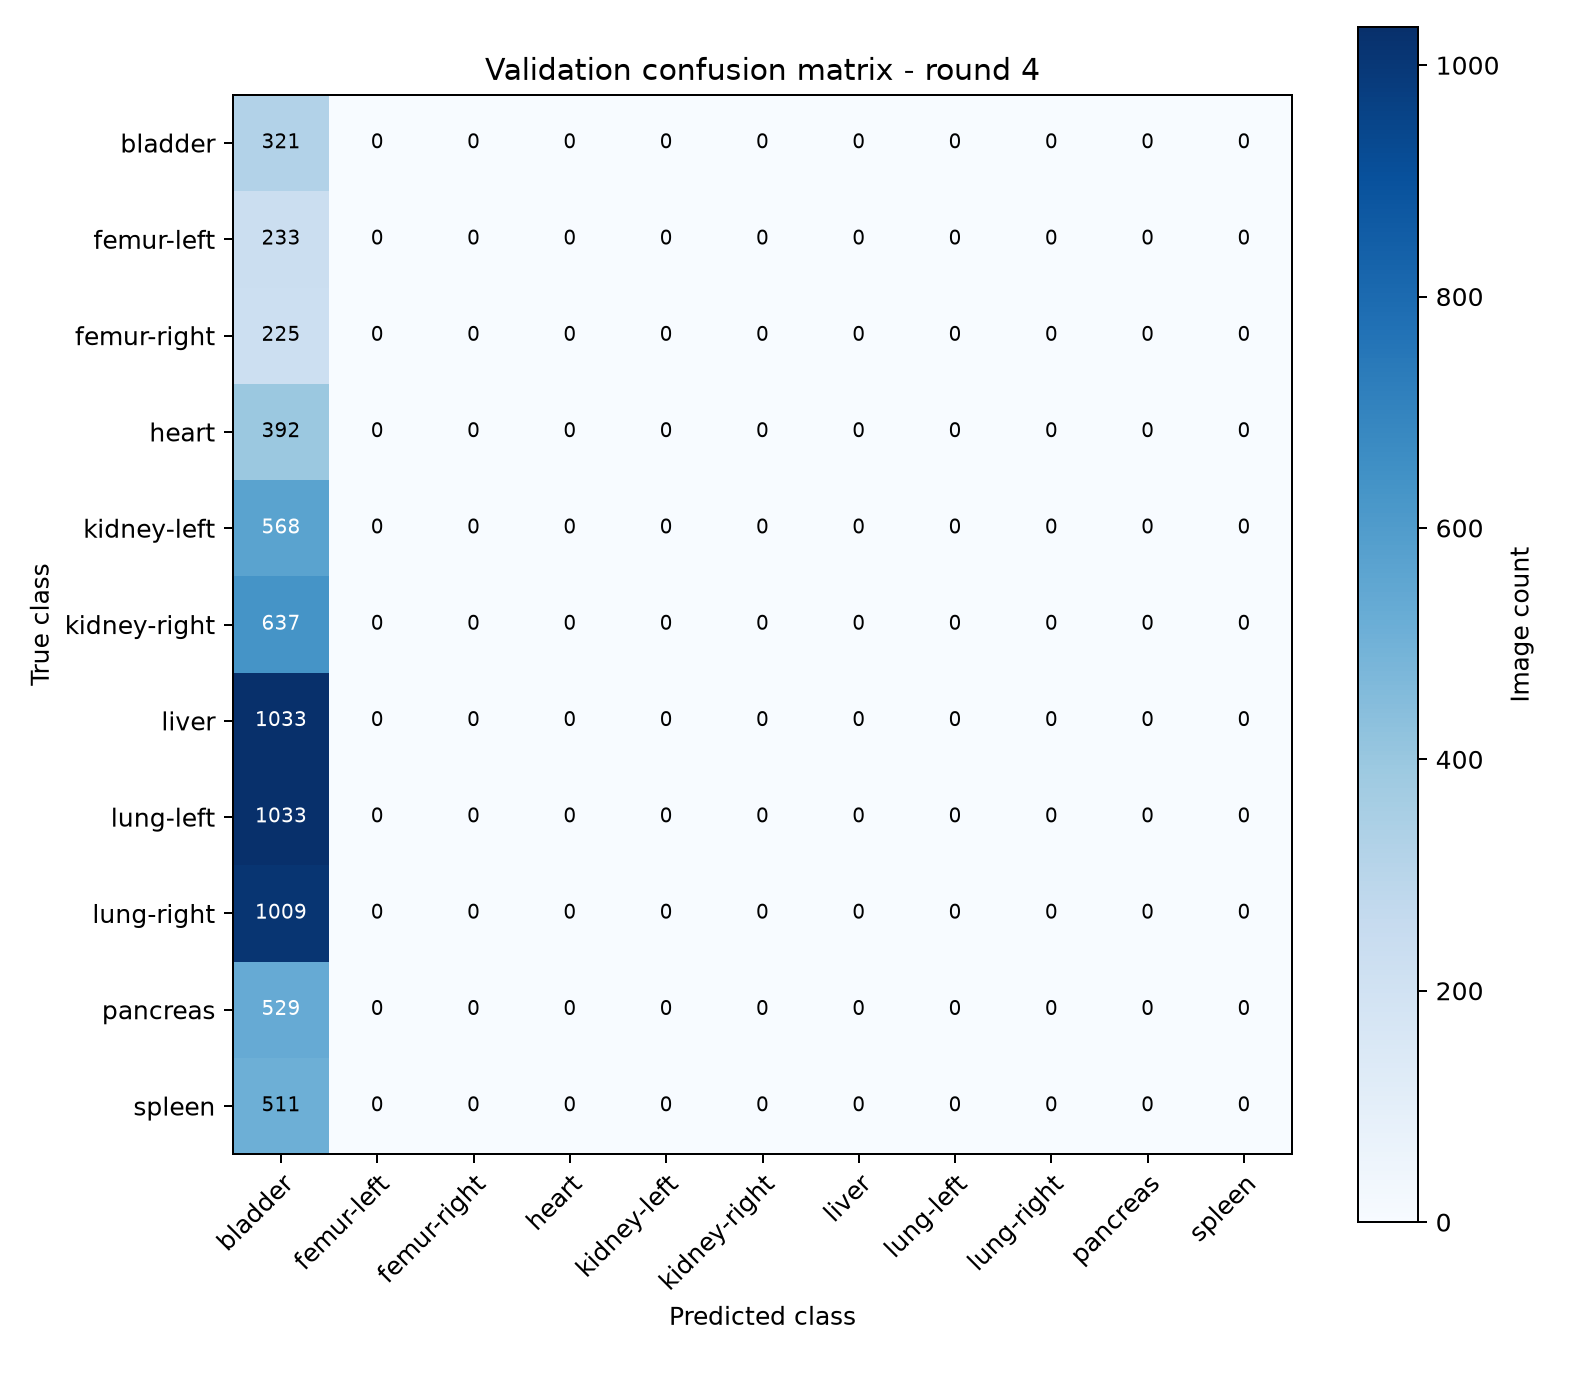 Validation confusion matrix - round 4
bladder 321 0 0 0 0 0 0 0 0 0 0
femur-left 233 0 0 0 0 0 0 0 0 0 0
femur-right 225 0 0 0 0 0 0 0 0 0 0
heart 392 0 0 0 0 0 0 0 0 0 0
kidney-left 568 0 0 0 0 0 0 0 0 0 0
kidney-right 637 0 0 0 0 0 0 0 0 0 0
liver 1033 0 0 0 0 0 0 0 0 0 0
lung-left 1033 0 0 0 0 0 0 0 0 0 0
lung-right 1009 0 0 0 0 0 0 0 0 0 0
pancreas 529 0 0 0 0 0 0 0 0 0 0
spleen 511 0 0 0 0 0 0 0 0 0 0
True class
bladder femur-left femur-right heart kidney-left kidney-right liver lung-left lung-right pancreas spleen
Predicted class
1000
800
600
400
200
0
Image count